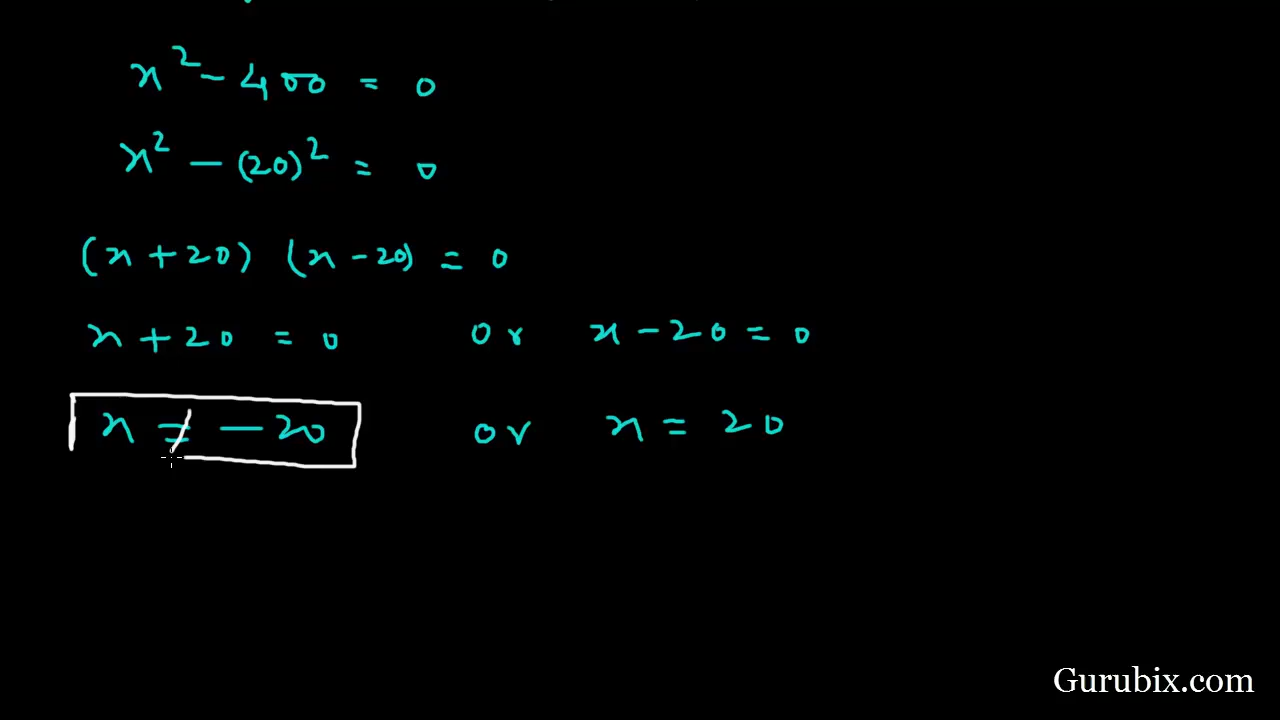 x² - 400 = 0
x² - (20)² = 0
(x + 20) (x - 20) = 0
x + 20 = 0 or x - 20 = 0
x ≠ - 20 or x = 20
Gurubix.com